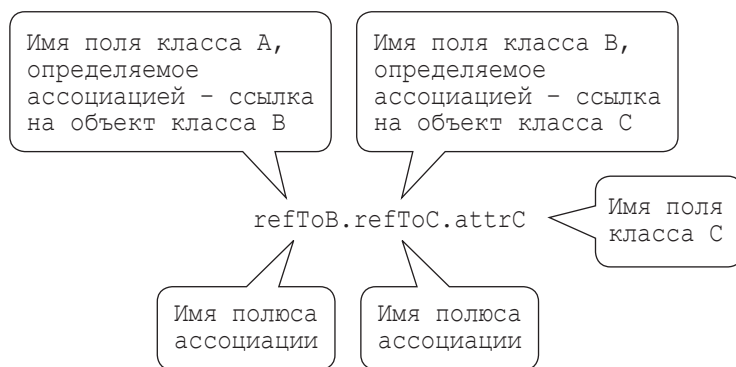 Имя поля класса A,
определяемое
ассоциацией – ссылка
на объект класса B
Имя поля класса B,
определяемое
ассоциацией – ссылка
на объект класса C
refToB.refToC.attrC
Имя поля
класса C
Имя полюса
ассоциации
Имя полюса
ассоциации